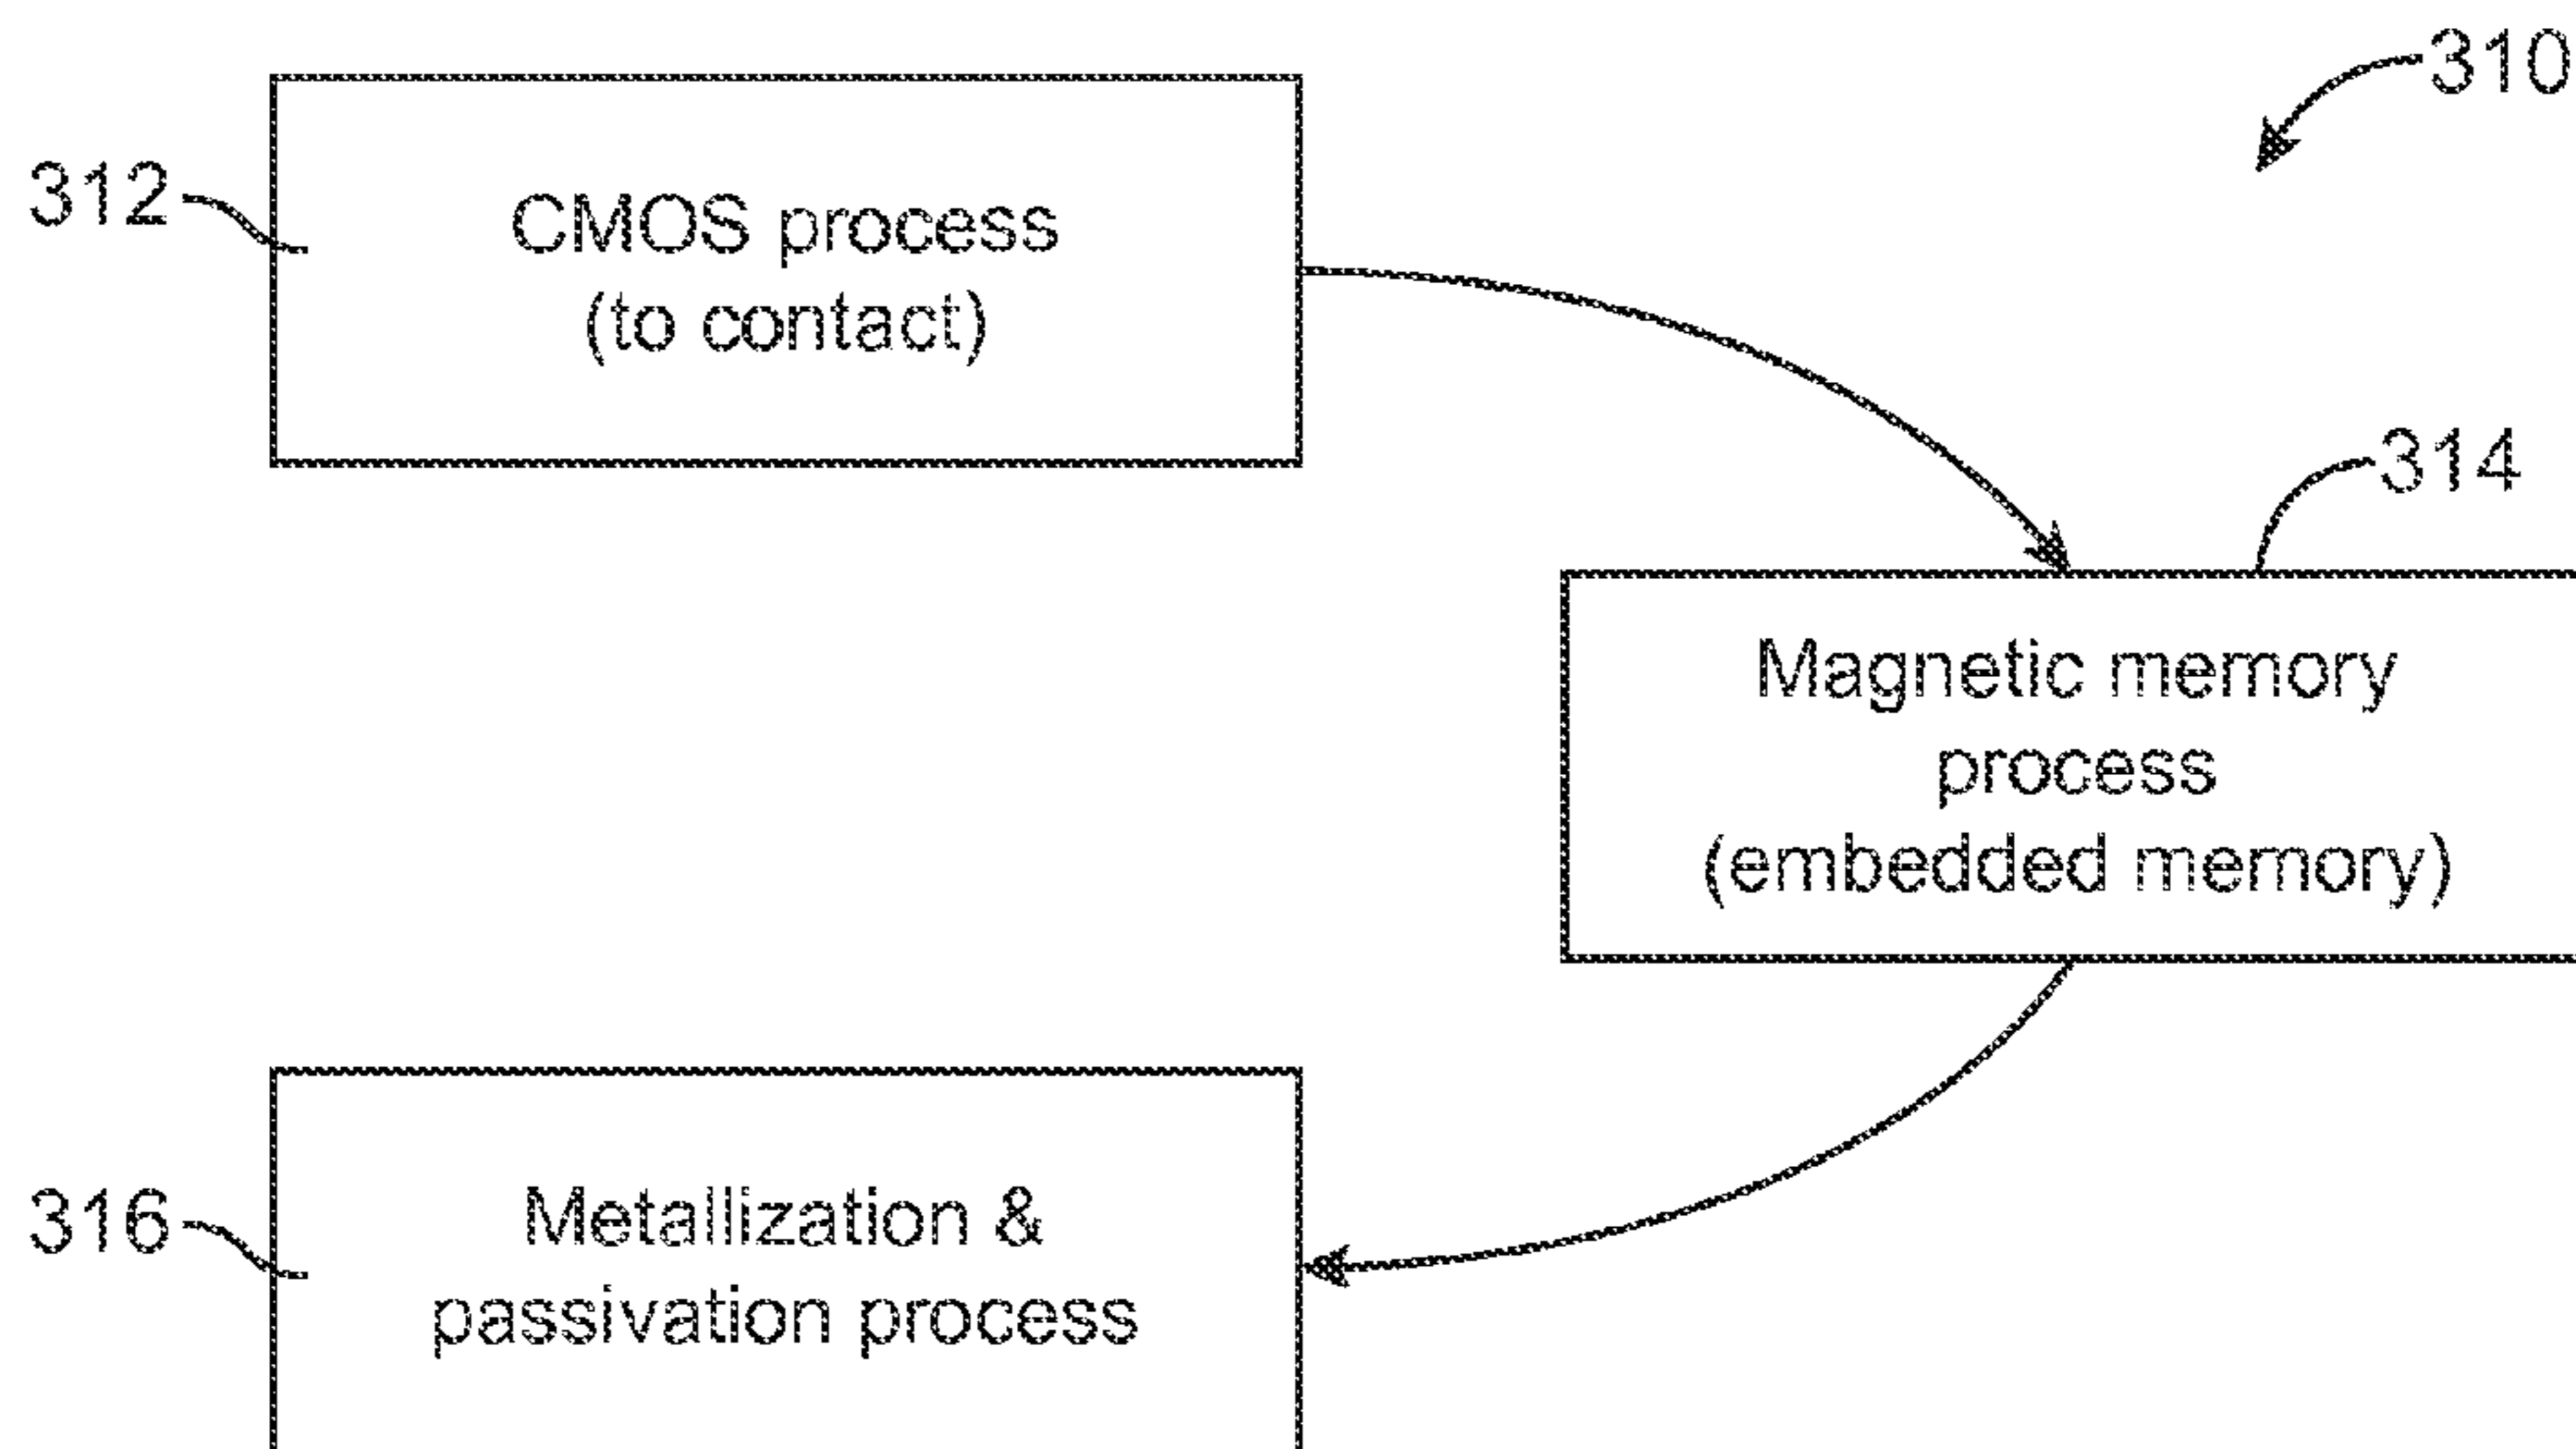 310
312
CMOS process
(to contact)
314
Magnetic memory
process
(embedded memory)
316
Metallization &
passivation process